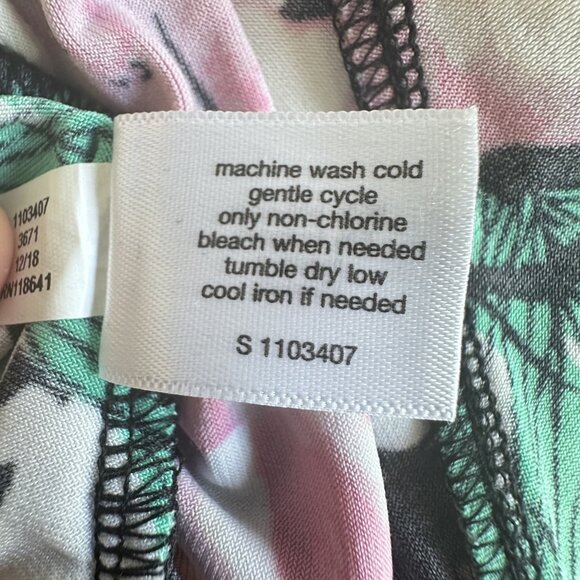 machine wash cold
gentle cycle
only non-chlorine
bleach when needed
tumble dry low
cool iron if needed
S 1103407
1103407
3671
12/18
RN118641